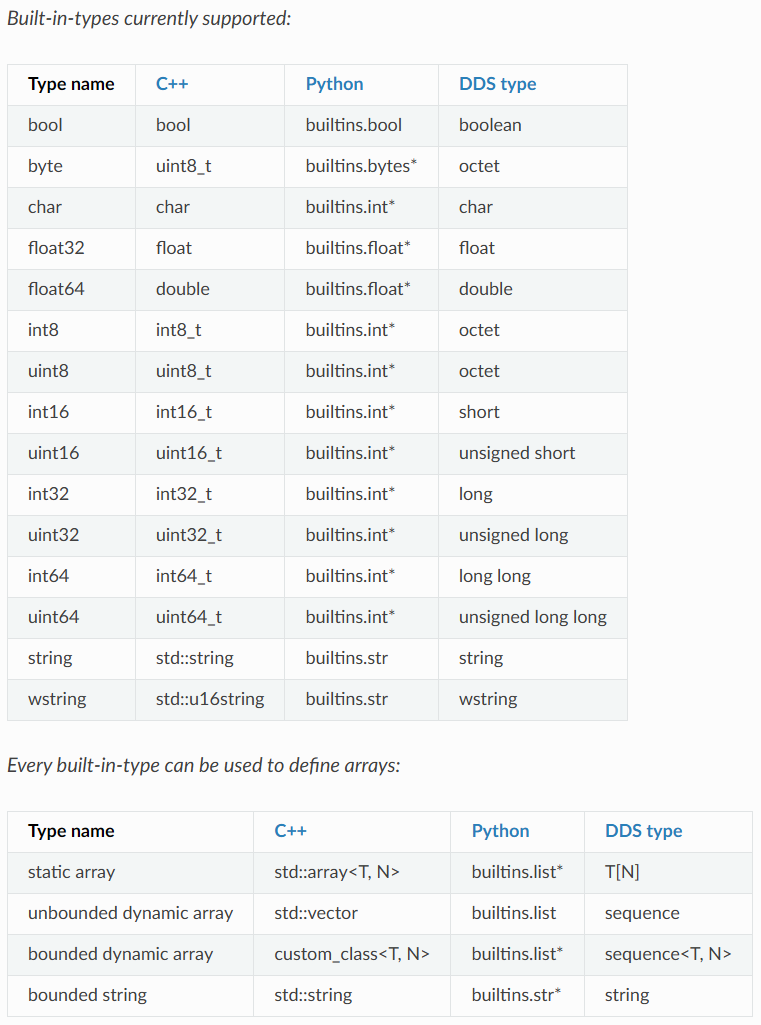 Built-in-types currently supported:
Type name C++ Python DDS type
bool bool builtins.bool boolean
byte uint8_t builtins.bytes* octet
char char builtins.int* char
float32 float builtins.float* float
float64 double builtins.float* double
int8 int8_t builtins.int* octet
uint8 uint8_t builtins.int* octet
int16 int16_t builtins.int* short
uint16 uint16_t builtins.int* unsigned short
int32 int32_t builtins.int* long
uint32 uint32_t builtins.int* unsigned long
int64 int64_t builtins.int* long long
uint64 uint64_t builtins.int* unsigned long long
string std::string builtins.str string
wstring std::u16string builtins.str wstring
Every built-in-type can be used to define arrays:
Type name C++ Python DDS type
static array std::array<T, N> builtins.list* T[N]
unbounded dynamic array std::vector builtins.list sequence
bounded dynamic array custom_class<T, N> builtins.list* sequence<T, N>
bounded string std::string builtins.str* string